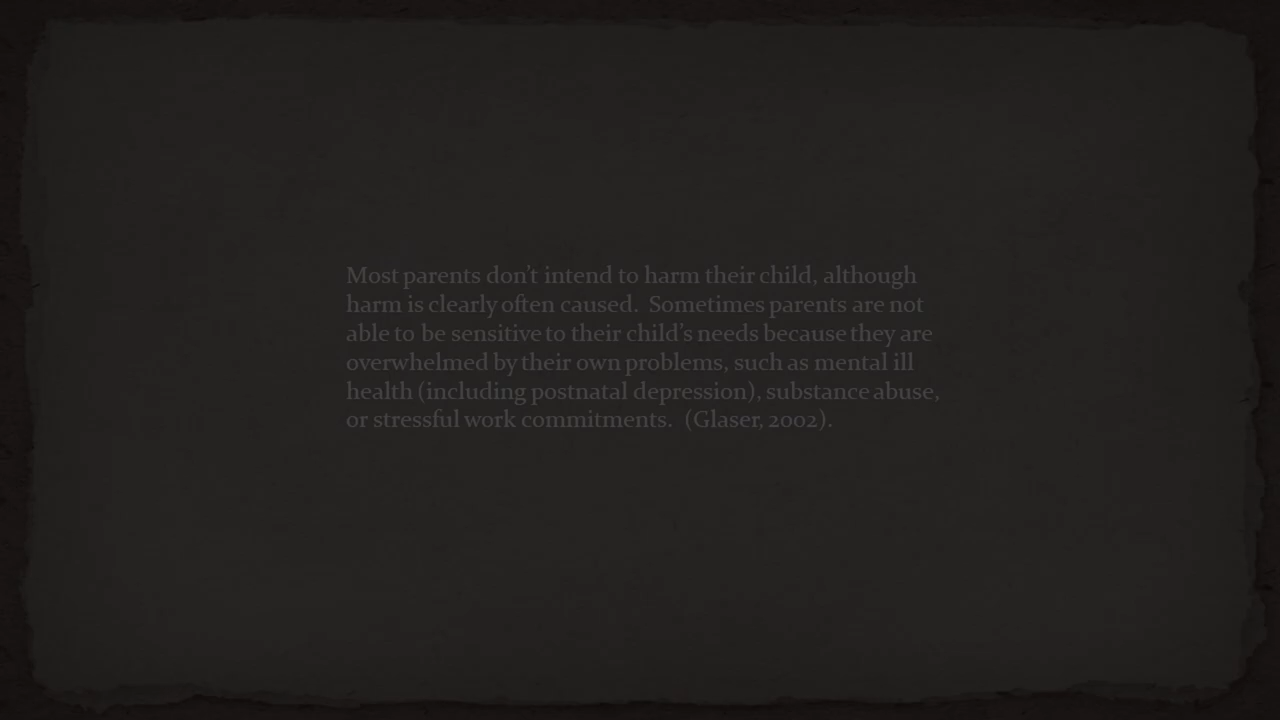 Most parents don't intend to harm their child, although
harm is clearly often caused.  Sometimes parents are not
able to be sensitive to their child's needs because they are
overwhelmed by their own problems, such as mental ill
health (including postnatal depression), substance abuse,
or stressful work commitments.  (Glaser, 2002).